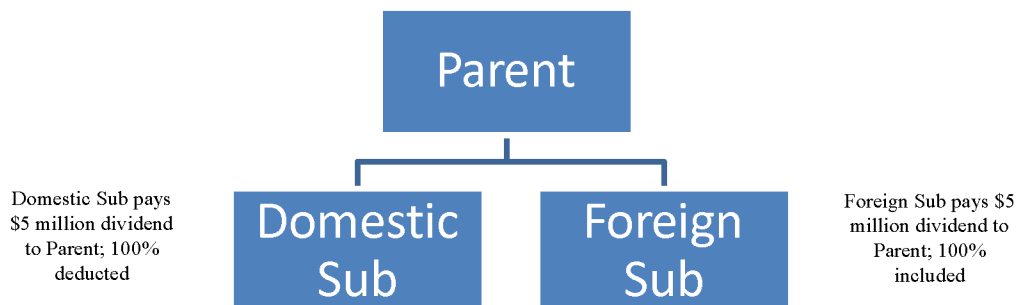 Parent
Domestic Sub pays
$5 million dividend
to Parent; 100%
deducted
Domestic
Sub
Foreign
Sub
Foreign Sub pays $5
million dividend to
Parent; 100%
included